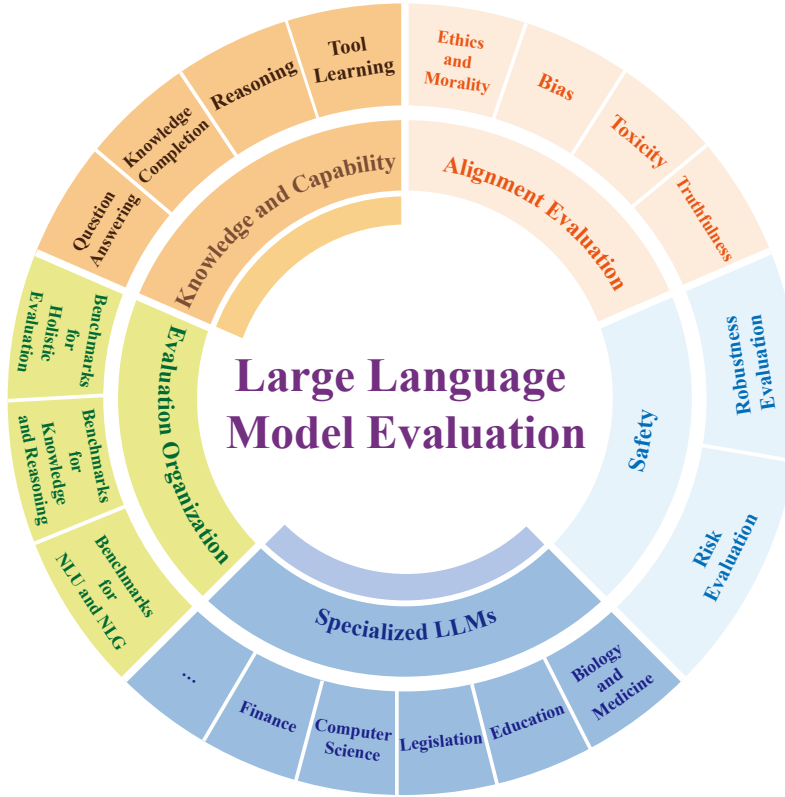 Large Language
Model Evaluation
Knowledge and Capability
Question
Answering
Knowledge
Completion
Reasoning
Tool
Learning
Alignment Evaluation
Ethics
and
Morality
Bias
Toxicity
Truthfulness
Safety
Robustness
Evaluation
Risk
Evaluation
Specialized LLMs
Biology
and
Medicine
Education
Legislation
Computer
Science
Finance
...
Evaluation Organization
Benchmarks
for
NLU and NLG
Benchmarks
for
Knowledge
and Reasoning
Benchmarks
for
Holistic
Evaluation